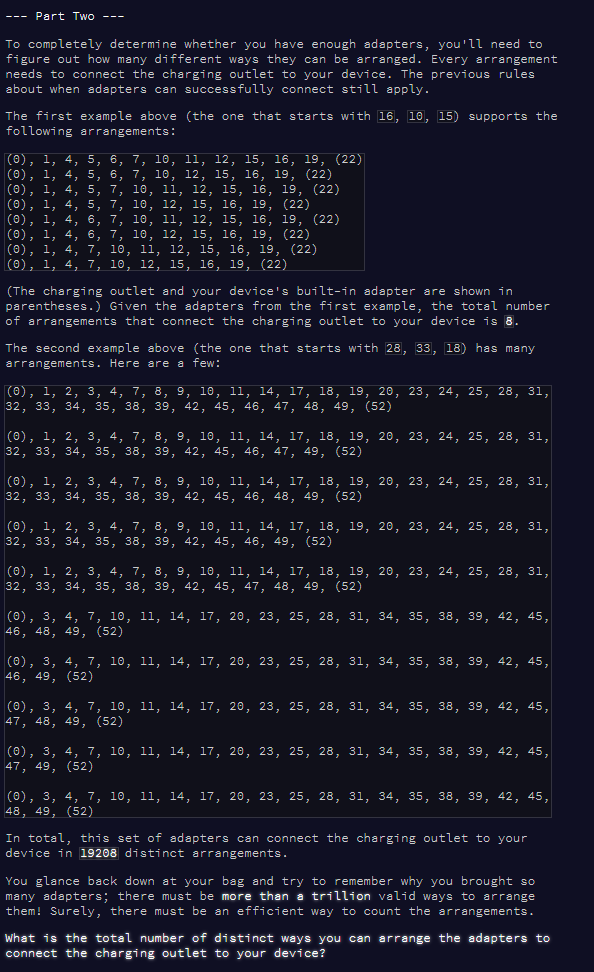 --- Part Two ---
To completely determine whether you have enough adapters, you'll need to
figure out how many different ways they can be arranged. Every arrangement
needs to connect the charging outlet to your device. The previous rules
about when adapters can successfully connect still apply.
The first example above (the one that starts with 16, 10, 15) supports the
following arrangements:
(0), 1, 4, 5, 6, 7, 10, 11, 12, 15, 16, 19, (22)
(0), 1, 4, 5, 6, 7, 10, 12, 15, 16, 19, (22)
(0), 1, 4, 5, 7, 10, 11, 12, 15, 16, 19, (22)
(0), 1, 4, 5, 7, 10, 12, 15, 16, 19, (22)
(0), 1, 4, 6, 7, 10, 11, 12, 15, 16, 19, (22)
(0), 1, 4, 6, 7, 10, 12, 15, 16, 19, (22)
(0), 1, 4, 7, 10, 11, 12, 15, 16, 19, (22)
(0), 1, 4, 7, 10, 12, 15, 16, 19, (22)
(The charging outlet and your device's built-in adapter are shown in
parentheses.) Given the adapters from the first example, the total number
of arrangements that connect the charging outlet to your device is 8.
The second example above (the one that starts with 28, 33, 18) has many
arrangements. Here are a few:
(0), 1, 2, 3, 4, 7, 8, 9, 10, 11, 14, 17, 18, 19, 20, 23, 24, 25, 28, 31,
32, 33, 34, 35, 38, 39, 42, 45, 46, 47, 48, 49, (52)
(0), 1, 2, 3, 4, 7, 8, 9, 10, 11, 14, 17, 18, 19, 20, 23, 24, 25, 28, 31,
32, 33, 34, 35, 38, 39, 42, 45, 46, 47, 49, (52)
(0), 1, 2, 3, 4, 7, 8, 9, 10, 11, 14, 17, 18, 19, 20, 23, 24, 25, 28, 31,
32, 33, 34, 35, 38, 39, 42, 45, 46, 48, 49, (52)
(0), 1, 2, 3, 4, 7, 8, 9, 10, 11, 14, 17, 18, 19, 20, 23, 24, 25, 28, 31,
32, 33, 34, 35, 38, 39, 42, 45, 46, 49, (52)
(0), 1, 2, 3, 4, 7, 8, 9, 10, 11, 14, 17, 18, 19, 20, 23, 24, 25, 28, 31,
32, 33, 34, 35, 38, 39, 42, 45, 47, 48, 49, (52)
(0), 3, 4, 7, 10, 11, 14, 17, 20, 23, 25, 28, 31, 34, 35, 38, 39, 42, 45,
46, 48, 49, (52)
(0), 3, 4, 7, 10, 11, 14, 17, 20, 23, 25, 28, 31, 34, 35, 38, 39, 42, 45,
46, 49, (52)
(0), 3, 4, 7, 10, 11, 14, 17, 20, 23, 25, 28, 31, 34, 35, 38, 39, 42, 45,
47, 48, 49, (52)
(0), 3, 4, 7, 10, 11, 14, 17, 20, 23, 25, 28, 31, 34, 35, 38, 39, 42, 45,
47, 49, (52)
(0), 3, 4, 7, 10, 11, 14, 17, 20, 23, 25, 28, 31, 34, 35, 38, 39, 42, 45,
48, 49, (52)
In total, this set of adapters can connect the charging outlet to your
device in 19208 distinct arrangements.
You glance back down at your bag and try to remember why you brought so
many adapters; there must be more than a trillion valid ways to arrange
them! Surely, there must be an efficient way to count the arrangements.
What is the total number of distinct ways you can arrange the adapters to
connect the charging outlet to your device?